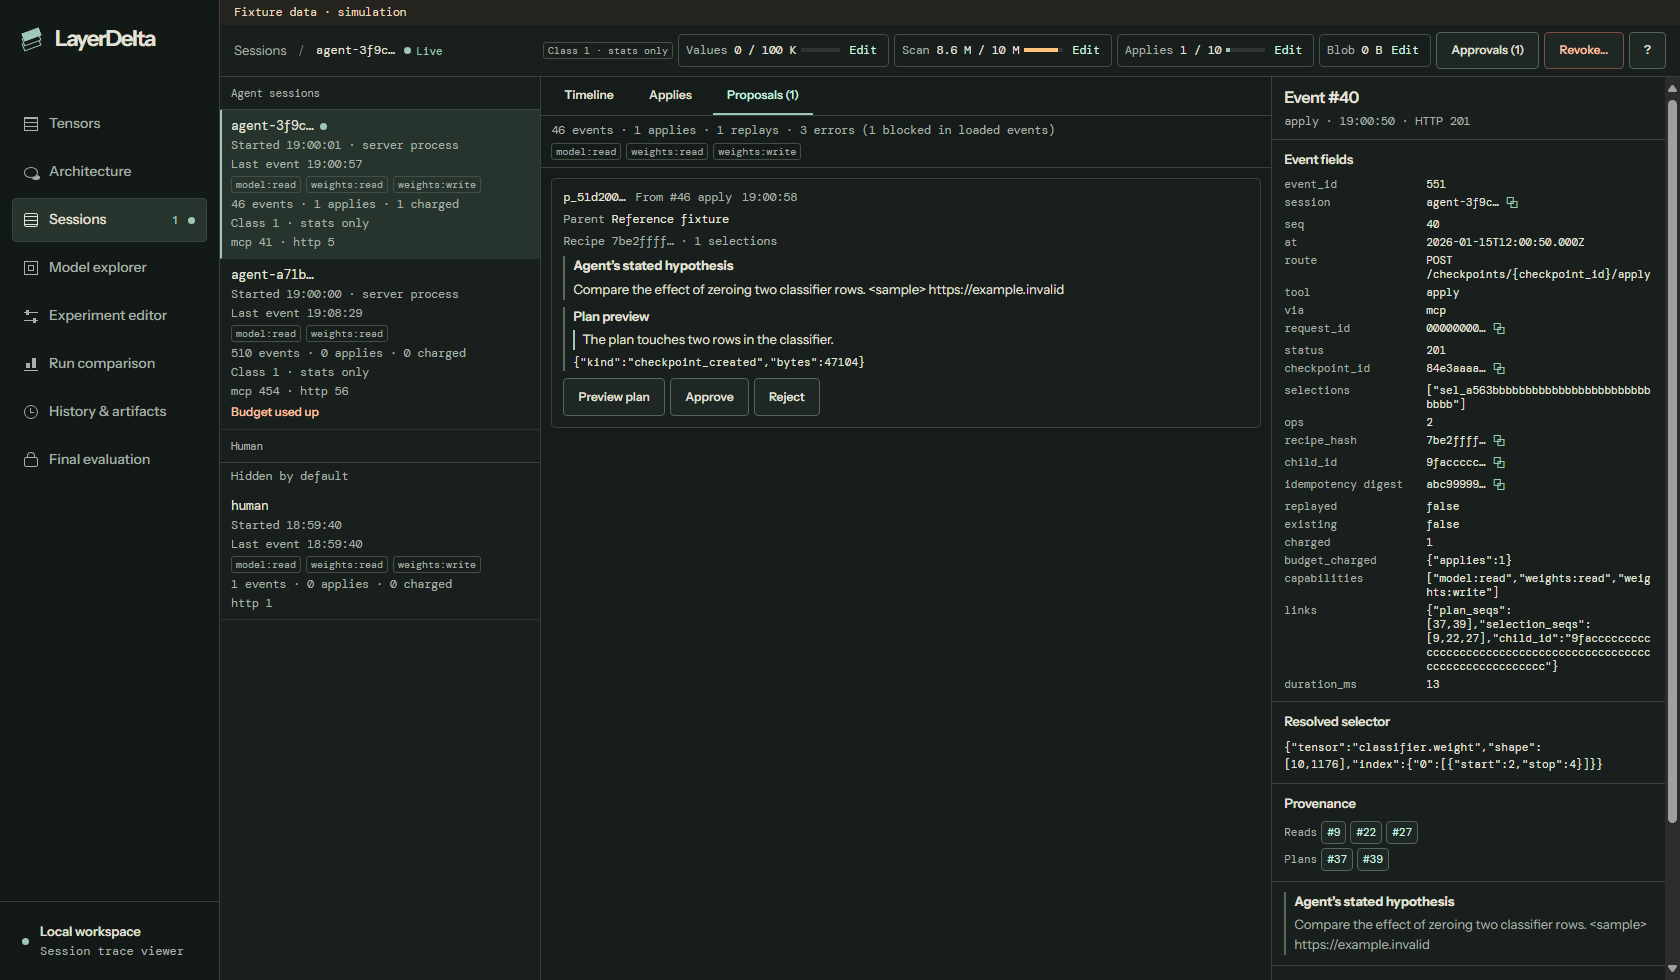 LayerDelta
Tensors
Architecture
Sessions 1
Model explorer
Experiment editor
Run comparison
History & artifacts
Final evaluation
Local workspace
Session trace viewer
Fixture data · simulation
Sessions / agent-3f9c… Live
Class 1 · stats only
Values 0 / 100 K Edit
Scan 8.6 M / 10 M Edit
Applies 1 / 10 Edit
Blob 0 B Edit
Approvals (1)
Revoke…
?
Agent sessions
agent-3f9c…
Started 19:00:01 · server process
Last event 19:00:57
model:read weights:read weights:write
46 events · 1 applies · 1 charged
Class 1 · stats only
mcp 41 · http 5
agent-a71b…
Started 19:00:00 · server process
Last event 19:08:29
model:read weights:read
510 events · 0 applies · 0 charged
Class 1 · stats only
mcp 454 · http 56
Budget used up
Human
Hidden by default
human
Started 18:59:40
Last event 18:59:40
model:read weights:read weights:write
1 events · 0 applies · 0 charged
http 1
Timeline Applies Proposals (1)
46 events · 1 applies · 1 replays · 3 errors (1 blocked in loaded events)
model:read weights:read weights:write
p_51d200… From #46 apply 19:00:58
Parent Reference fixture
Recipe 7be2ffff… · 1 selections
Agent's stated hypothesis
Compare the effect of zeroing two classifier rows. <sample> https://example.invalid
Plan preview
The plan touches two rows in the classifier.
{"kind":"checkpoint_created","bytes":47104}
Preview plan Approve Reject
Event #40
apply · 19:00:50 · HTTP 201
Event fields
event_id 551
session agent-3f9c…
seq 40
at 2026-01-15T12:00:50.000Z
route POST
/checkpoints/{checkpoint_id}/apply
tool apply
via mcp
request_id 00000000…
status 201
checkpoint_id 84e3aaaa…
selections ["sel_a563bbbbbbbbbbbbbbbbbbbbbbbb
bbbb"]
ops 2
recipe_hash 7be2ffff…
child_id 9faccccc…
idempotency digest abc99999…
replayed false
existing false
charged 1
budget_charged {"applies":1}
capabilities ["model:read","weights:read","weig
hts:write"]
links {"plan_seqs":
[37,39],"selection_seqs":
[9,22,27],"child_id":"9faccccccccc
cccccccccccccccccccccccccccccccccc
cccccccccccccccccc"}
duration_ms 13
Resolved selector
{"tensor":"classifier.weight","shape":
[10,1176],"index":{"0":[{"start":2,"stop":4}]}}
Provenance
Reads #9 #22 #27
Plans #37 #39
Agent's stated hypothesis
Compare the effect of zeroing two classifier rows. <sample>
https://example.invalid